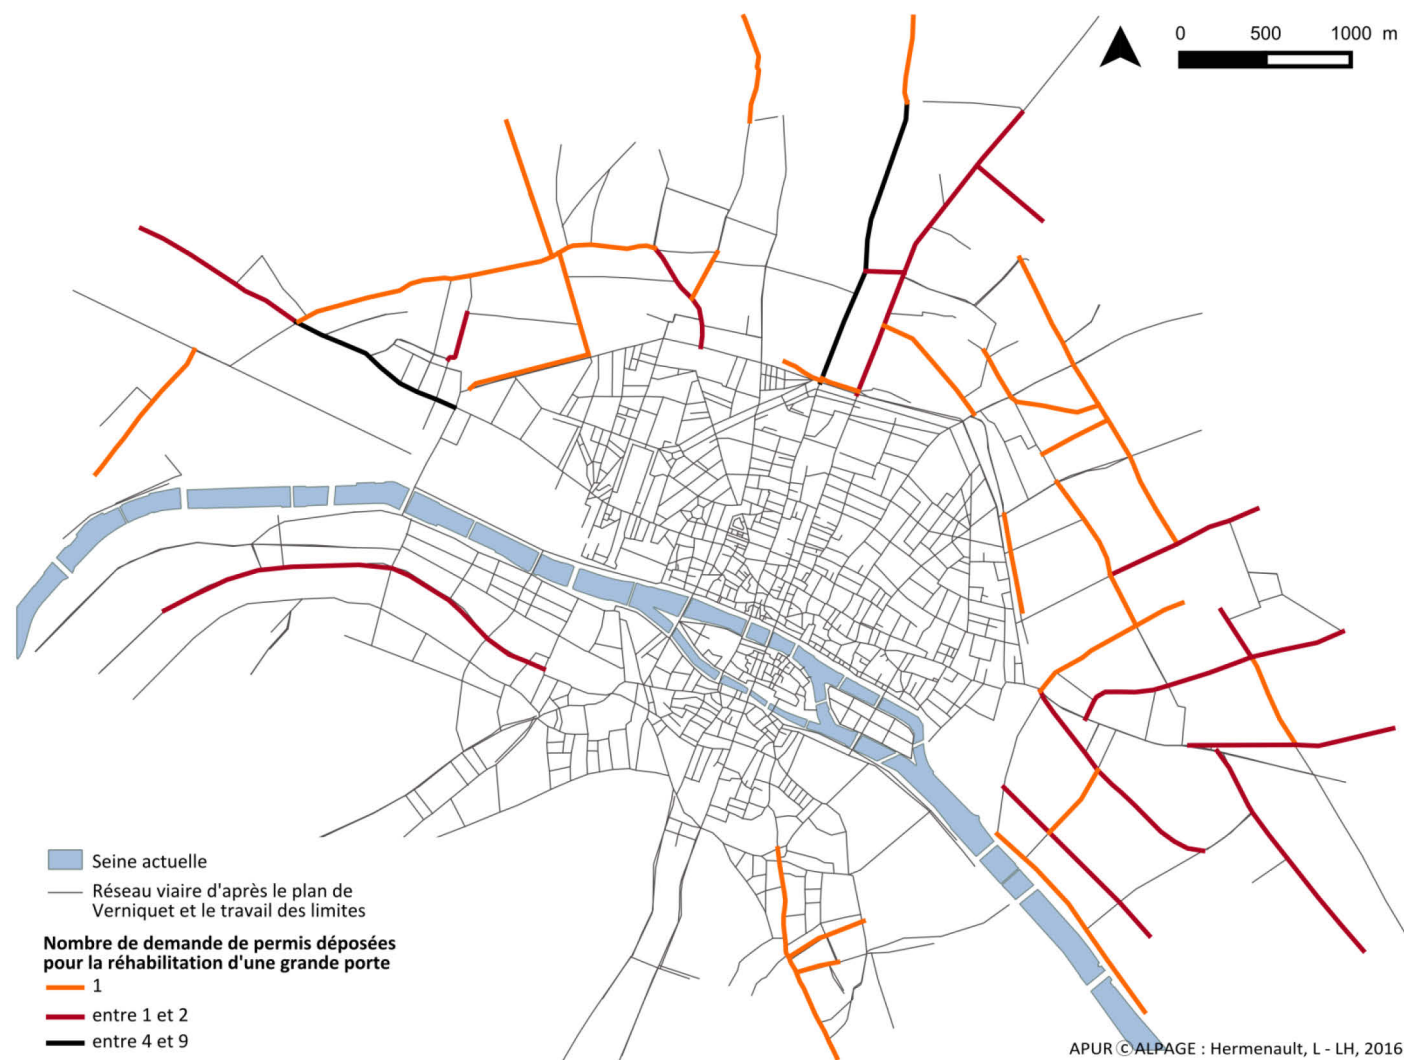 0 500 1000 m
Seine actuelle
Réseau viaire d'après le plan de
Verniquet et le travail des limites
Nombre de demande de permis déposées
pour la réhabilitation d'une grande porte
1
entre 1 et 2
entre 4 et 9
APUR © ALPAGE : Hermenault, L - LH, 2016